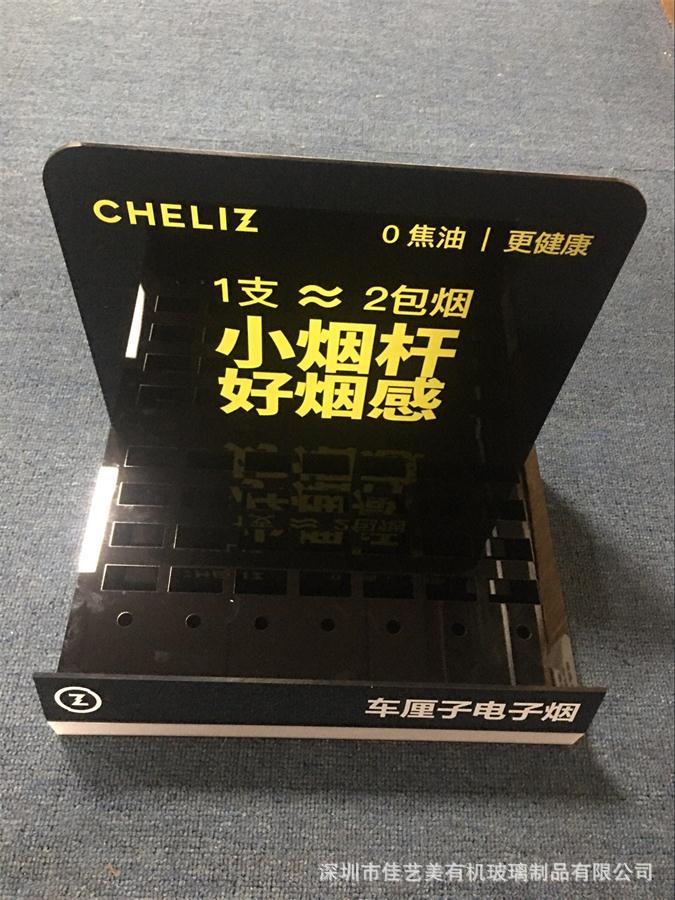 CHELIZ
0 焦油 | 更健康
1支 ≈ 2包烟
小烟杆
好烟感
Z 车厘子电子烟
深圳市佳艺美有机玻璃制品有限公司